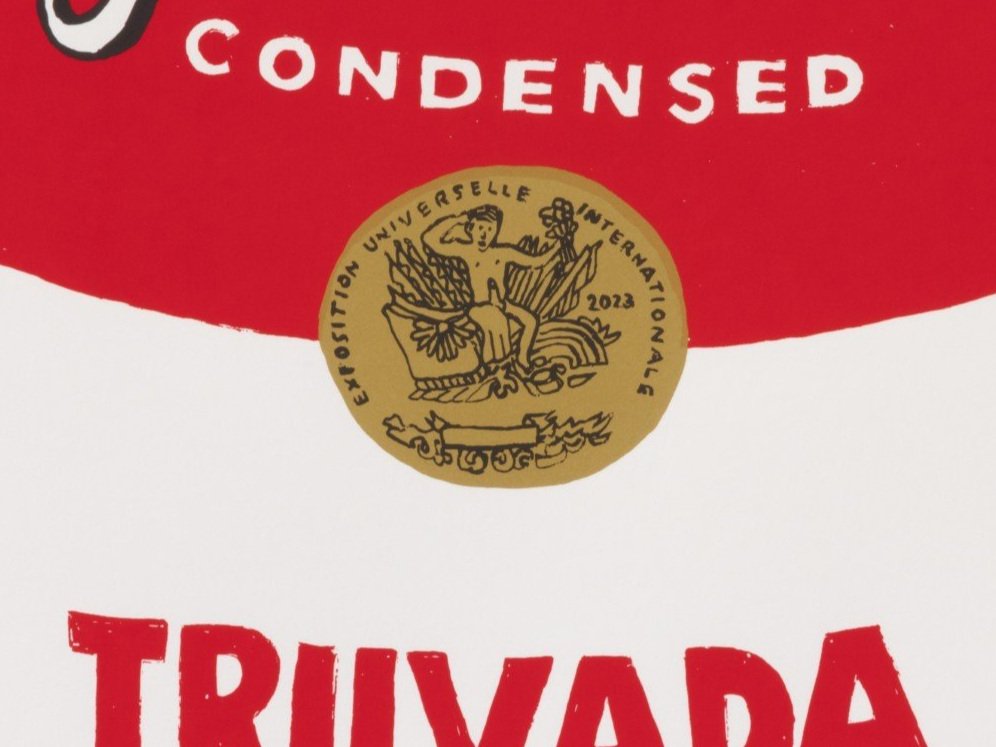 CONDENSED
EXPOSITION UNIVERSELLE INTERNATIONALE
2023
TRUVADA